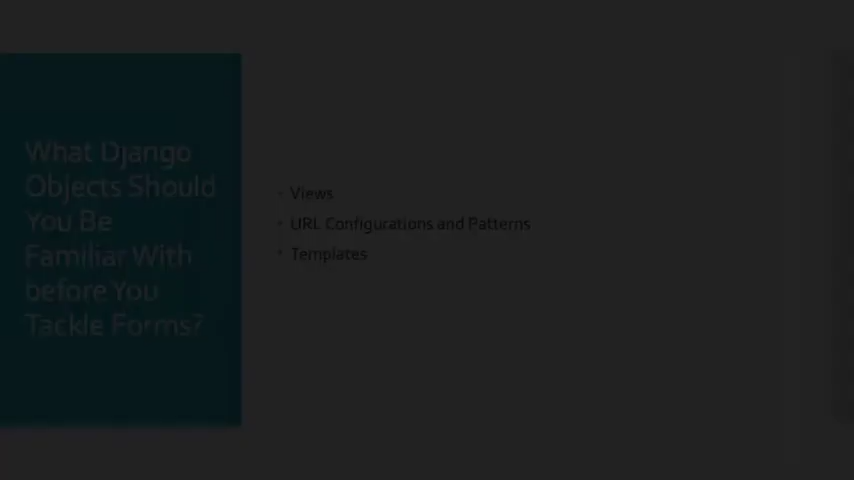 What Django
Objects Should
You Be
Familiar With
before You
Tackle Forms?
• Views
• URL Configurations and Patterns
• Templates